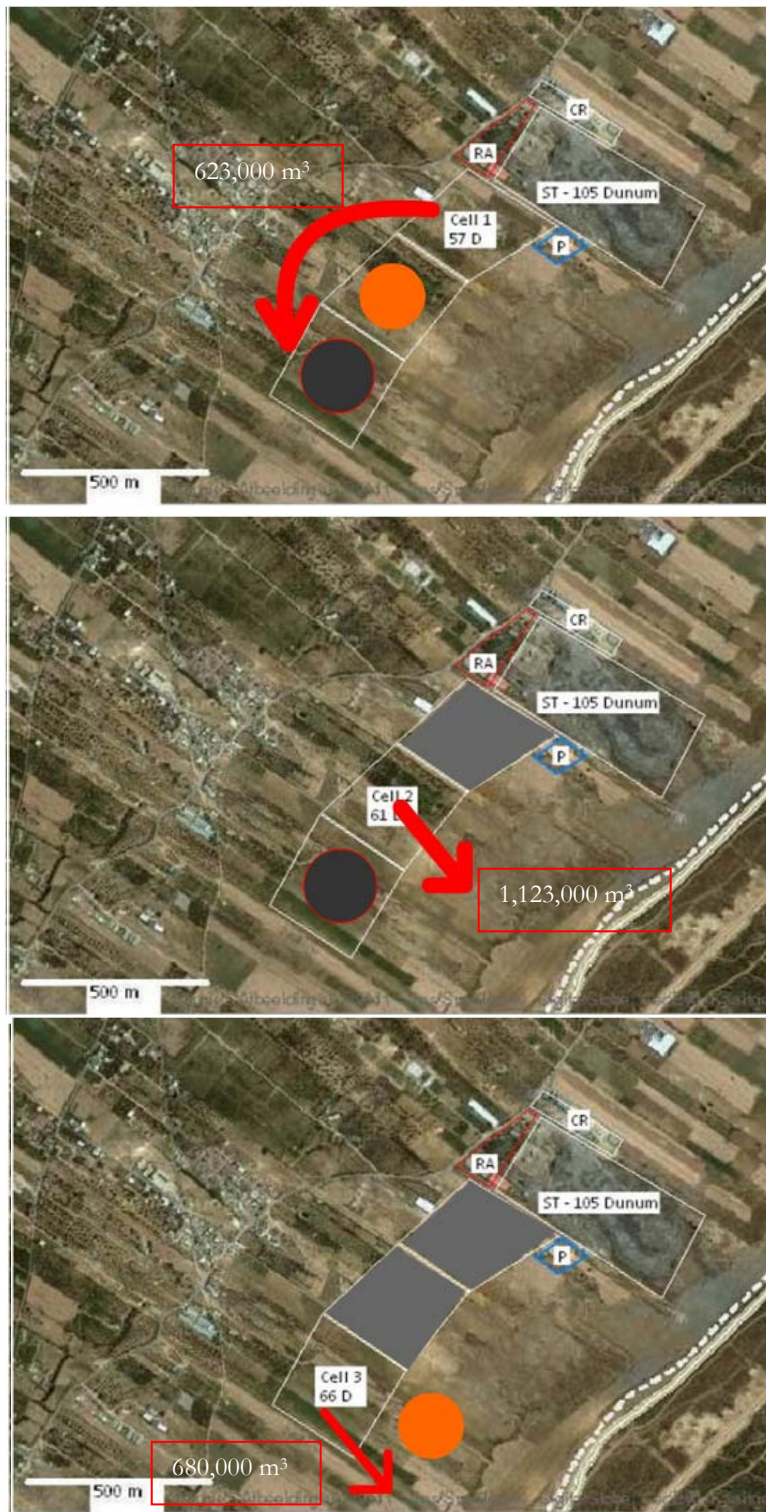 CR
RA
623,000 m³
ST - 105 Dunum
Cell 1
57 D
P
500 m
CR
RA
ST - 105 Dunum
P
Cell 2
61
1,123,000 m³
500 m
CR
RA
ST - 105 Dunum
P
Cell 3
66 D
680,000 m³
500 m